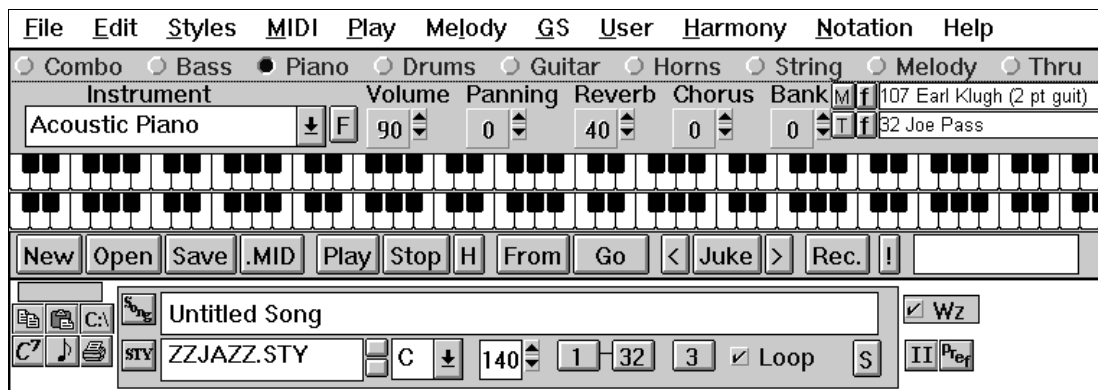 File Edit Styles MIDI Play Melody GS User Harmony Notation Help
Combo Bass Piano Drums Guitar Horns String Melody Thru
Instrument Volume Panning Reverb Chorus Bank M f 107 Earl Klugh (2 pt guit)
Acoustic Piano F 90 0 40 0 0 T f 32 Joe Pass
New Open Save .MID Play Stop H From Go < Juke > Rec. !
C:\ Song Untitled Song Wz
C7 STY ZZJAZZ.STY C 140 1 32 3 Loop S II Pref